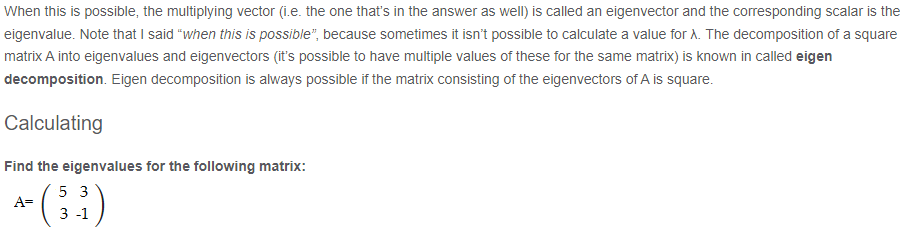 When this is possible, the multiplying vector (i.e. the one that's in the answer as well) is called an eigenvector and the corresponding scalar is the
eigenvalue. Note that I said “when this is possible”, because sometimes it isn't possible to calculate a value for λ. The decomposition of a square
matrix A into eigenvalues and eigenvectors (it's possible to have multiple values of these for the same matrix) is known in called eigen
decomposition. Eigen decomposition is always possible if the matrix consisting of the eigenvectors of A is square.
Calculating
Find the eigenvalues for the following matrix:
A= ( 5 3
3 -1 )